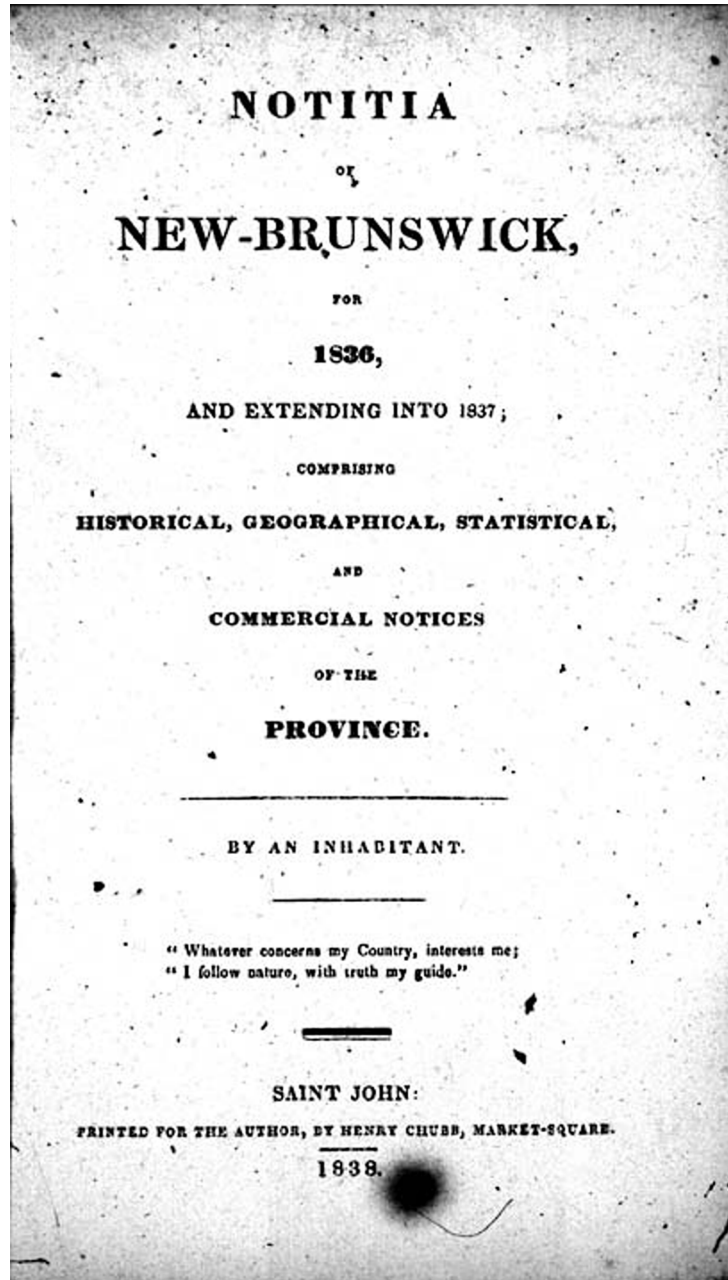 NOTITIA
OF
NEW-BRUNSWICK,
FOR
1836,
AND EXTENDING INTO 1837;
COMPRISING
HISTORICAL, GEOGRAPHICAL, STATISTICAL,
AND
COMMERCIAL NOTICES
OF THE
PROVINCE.
BY AN INHABITANT.
“ Whatever concerns my Country, interests me;
“ I follow nature, with truth my guide.”
SAINT JOHN:
PRINTED FOR THE AUTHOR, BY HENRY CHUBB, MARKET-SQUARE.
1838.